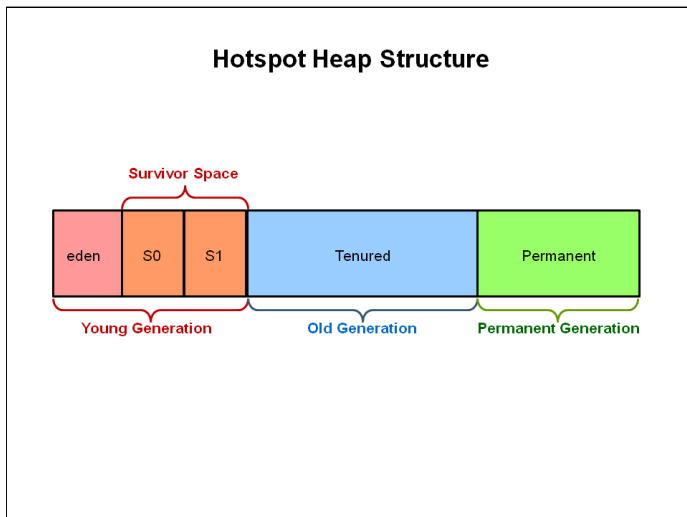 Hotspot Heap Structure
Survivor Space
eden S0 S1 Tenured Permanent
Young Generation Old Generation Permanent Generation